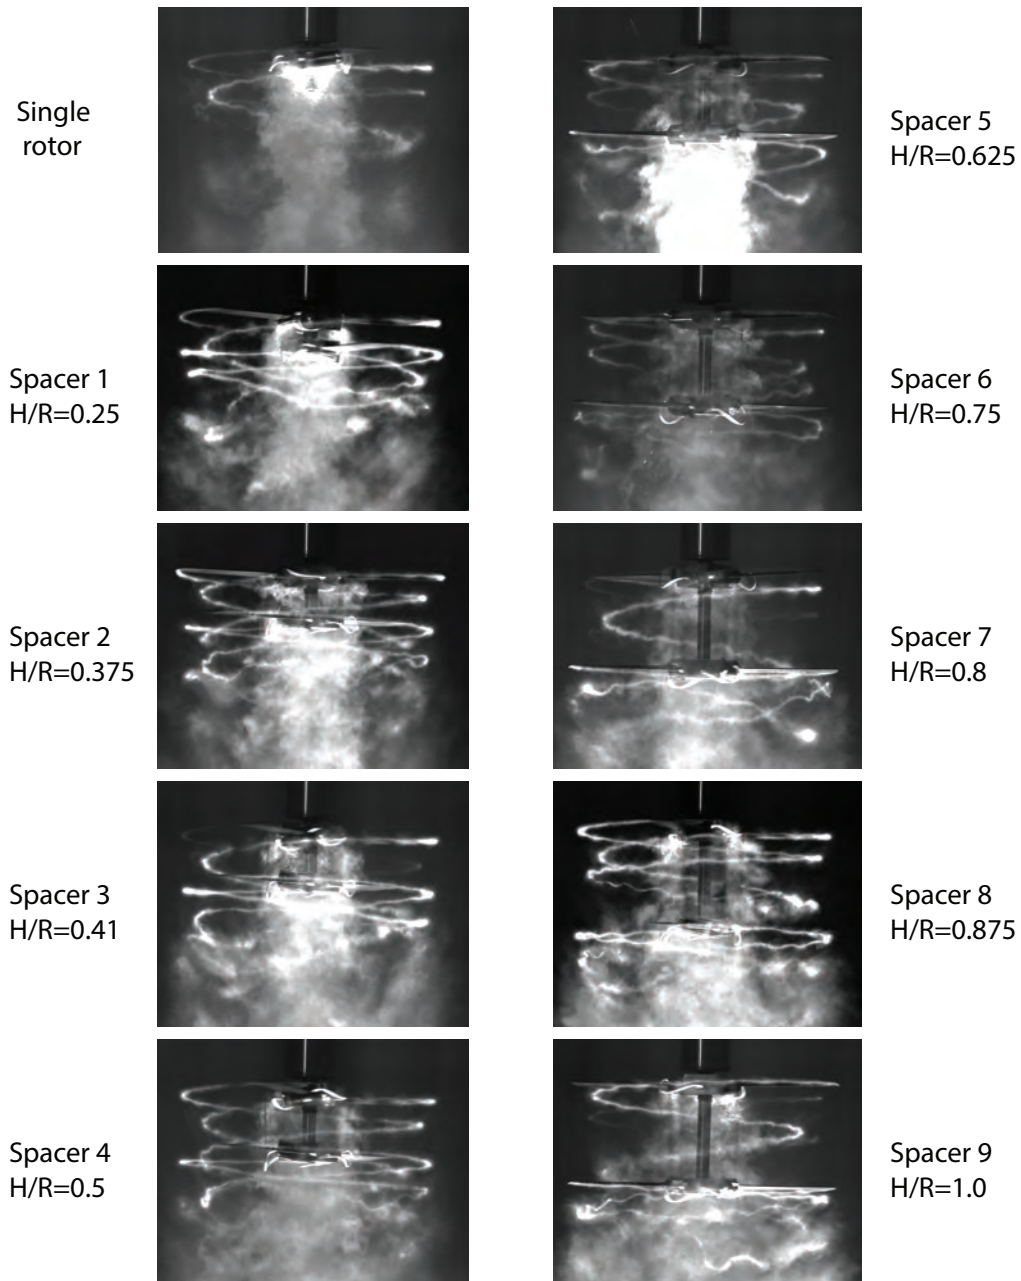 Single
rotor
Spacer 1
H/R=0.25
Spacer 2
H/R=0.375
Spacer 3
H/R=0.41
Spacer 4
H/R=0.5
Spacer 5
H/R=0.625
Spacer 6
H/R=0.75
Spacer 7
H/R=0.8
Spacer 8
H/R=0.875
Spacer 9
H/R=1.0